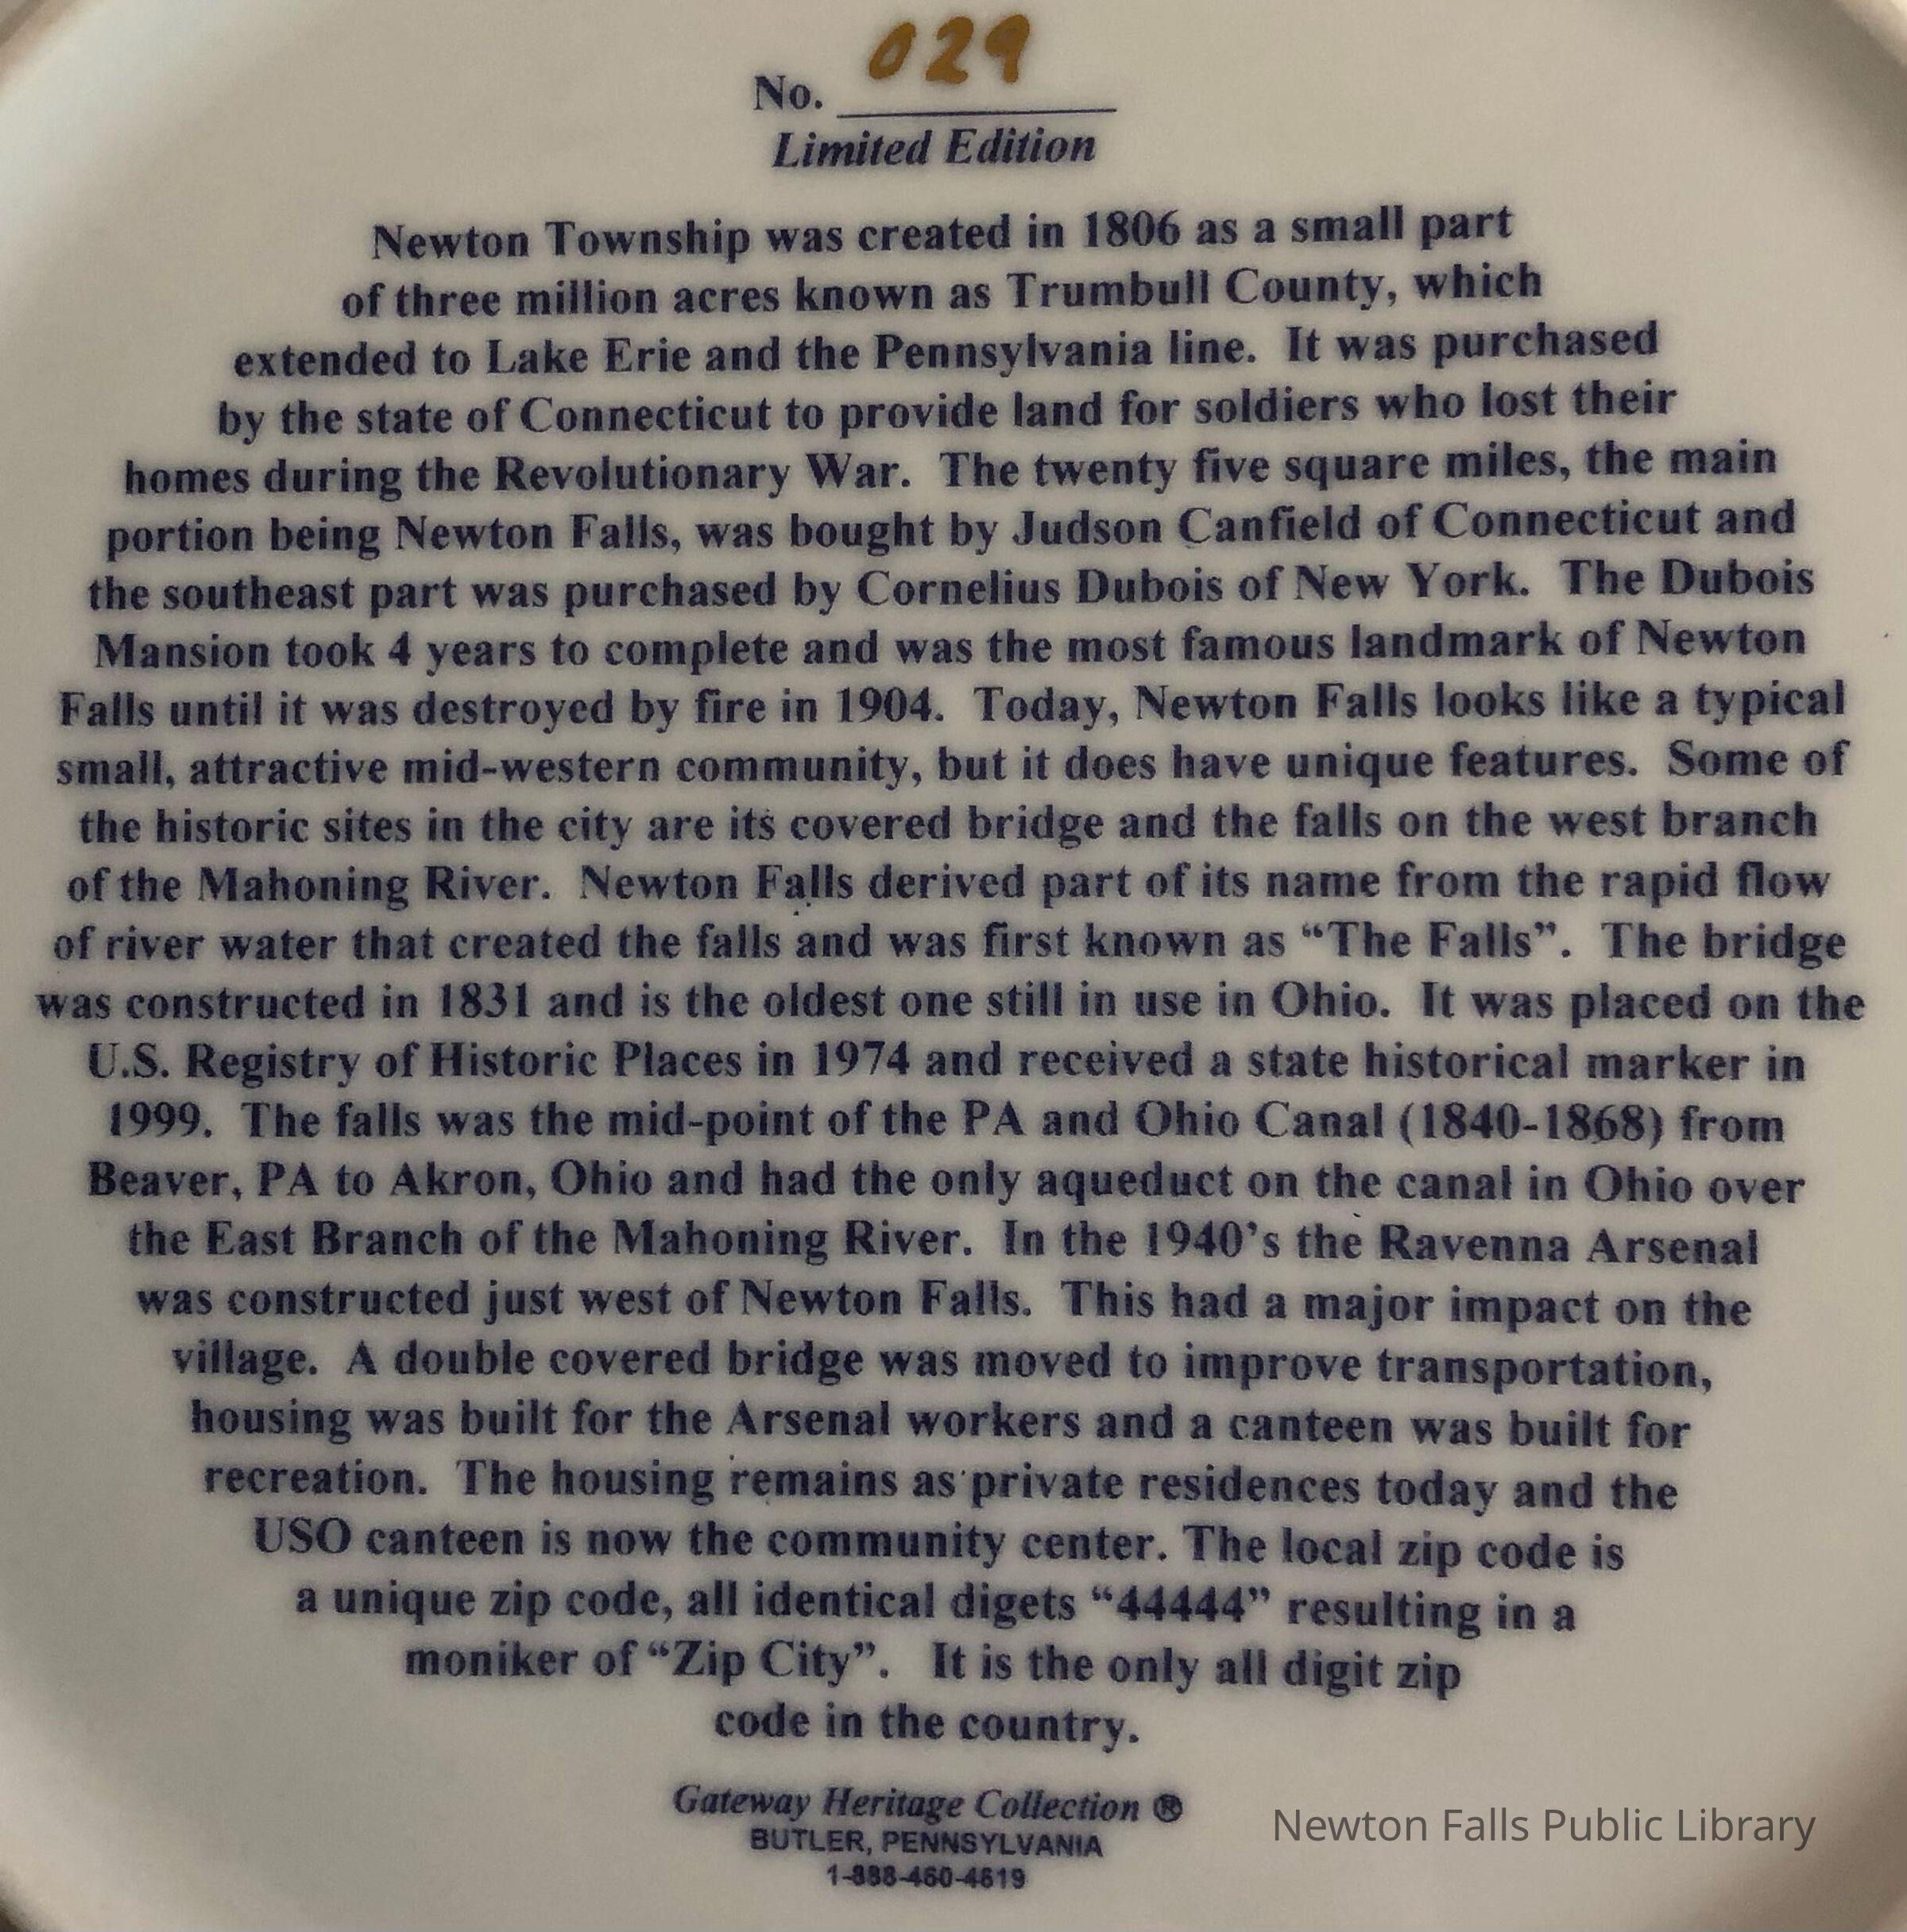 No. 029
Limited Edition
Newton Township was created in 1806 as a small part
of three million acres known as Trumbull County, which
extended to Lake Erie and the Pennsylvania line. It was purchased
by the state of Connecticut to provide land for soldiers who lost their
homes during the Revolutionary War. The twenty five square miles, the main
portion being Newton Falls, was bought by Judson Canfield of Connecticut and
the southeast part was purchased by Cornelius Dubois of New York. The Dubois
Mansion took 4 years to complete and was the most famous landmark of Newton
Falls until it was destroyed by fire in 1904. Today, Newton Falls looks like a typical
small, attractive mid-western community, but it does have unique features. Some of
the historic sites in the city are its covered bridge and the falls on the west branch
of the Mahoning River. Newton Falls derived part of its name from the rapid flow
of river water that created the falls and was first known as “The Falls”. The bridge
was constructed in 1831 and is the oldest one still in use in Ohio. It was placed on the
U.S. Registry of Historic Places in 1974 and received a state historical marker in
1999. The falls was the mid-point of the PA and Ohio Canal (1840-1868) from
Beaver, PA to Akron, Ohio and had the only aqueduct on the canal in Ohio over
the East Branch of the Mahoning River. In the 1940’s the Ravenna Arsenal
was constructed just west of Newton Falls. This had a major impact on the
village. A double covered bridge was moved to improve transportation,
housing was built for the Arsenal workers and a canteen was built for
recreation. The housing remains as private residences today and the
USO canteen is now the community center. The local zip code is
a unique zip code, all identical digets “44444” resulting in a
moniker of “Zip City”. It is the only all digit zip
code in the country.
Gateway Heritage Collection ®
BUTLER, PENNSYLVANIA
1-888-460-4619
Newton Falls Public Library